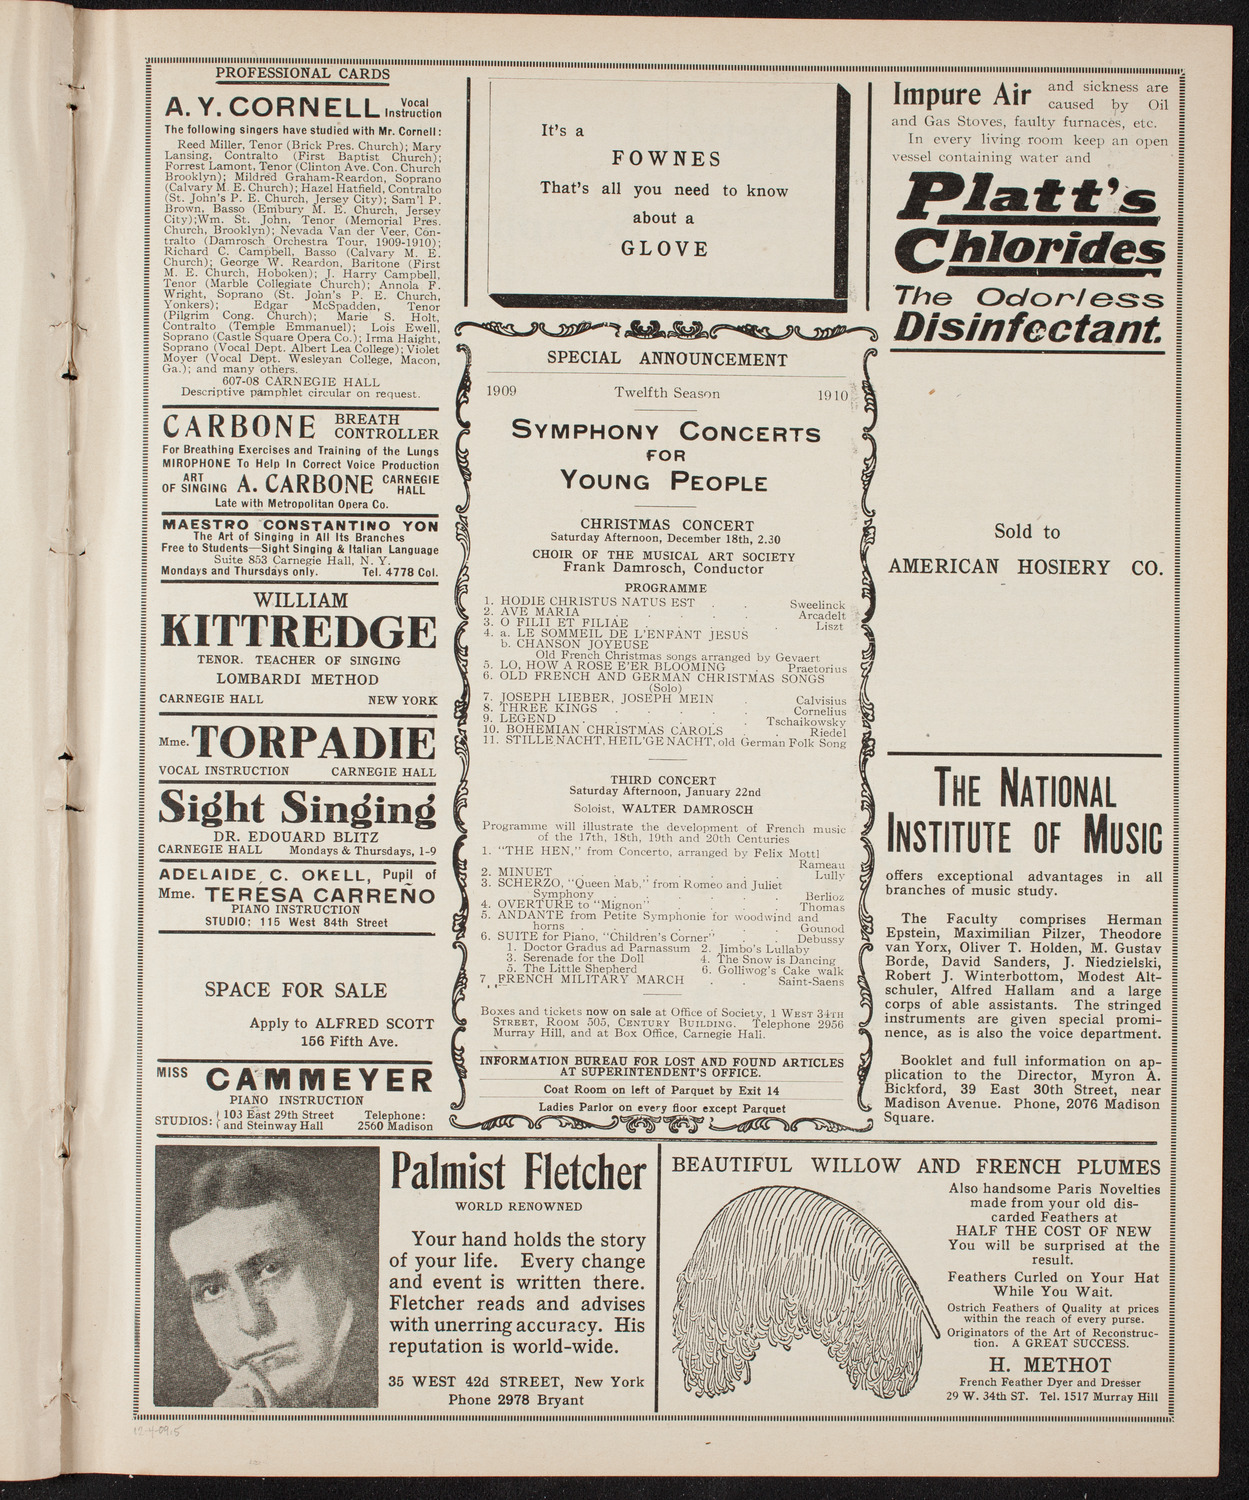 PROFESSIONAL CARDS
A. Y. CORNELL Vocal Instruction
The following singers have studied with Mr. Cornell:
Reed Miller, Tenor (Brick Pres. Church); Mary
Lansing, Contralto (First Baptist Church);
Forrest Lamont, Tenor (Clinton Ave. Con. Church
Brooklyn); Mildred Graham-Reardon, Soprano
(Calvary M. E. Church); Hazel Hatfield, Contralto
(St. John's P. E. Church, Jersey City); Sam'l P.
Brown, Basso (Embury M. E. Church, Jersey
City); Wm. St. John, Tenor (Memorial Pres.
Church, Brooklyn); Nevada Van der Veer, Con-
tralto (Damrosch Orchestra Tour, 1909-1910);
Richard C. Campbell, Basso (Calvary M. E.
Church); George W. Reardon, Baritone (First
M. E. Church, Hoboken); J. Harry Campbell,
Tenor (Marble Collegiate Church); Annola F.
Wright, Soprano (St. John's P. E. Church,
Yonkers); Edgar McSpadden, Tenor
(Pilgrim Cong. Church); Marie S. Holt,
Contralto (Temple Emmanuel); Lois Ewell,
Soprano (Castle Square Opera Co.); Irma Haight,
Soprano (Vocal Dept. Albert Lea College); Violet
Moyer (Vocal Dept. Wesleyan College, Macon,
Ga.); and many others.
607-08 CARNEGIE HALL
Descriptive pamphlet circular on request.
CARBONE BREATH CONTROLLER
For Breathing Exercises and Training of the Lungs
MIROPHONE To Help In Correct Voice Production
ART OF SINGING A. CARBONE CARNEGIE HALL
Late with Metropolitan Opera Co.
MAESTRO CONSTANTINO YON
The Art of Singing in All Its Branches
Free to Students—Sight Singing & Italian Language
Suite 853 Carnegie Hall, N. Y.
Mondays and Thursdays only. Tel. 4778 Col.
WILLIAM
KITTREDGE
TENOR. TEACHER OF SINGING
LOMBARDI METHOD
CARNEGIE HALL NEW YORK
Mme. TORPADIE
VOCAL INSTRUCTION CARNEGIE HALL
Sight Singing
DR. EDOUARD BLITZ
CARNEGIE HALL Mondays & Thursdays, 1-9
ADELAIDE C. OKELL, Pupil of
Mme. TERESA CARREÑO
PIANO INSTRUCTION
STUDIO: 115 West 84th Street
SPACE FOR SALE
Apply to ALFRED SCOTT
156 Fifth Ave.
MISS CAMMEYER
PIANO INSTRUCTION
STUDIOS: { 103 East 29th Street Telephone:
and Steinway Hall 2560 Madison
It's a
FOWNES
That's all you need to know
about a
GLOVE
SPECIAL ANNOUNCEMENT
1909 Twelfth Season 1910
SYMPHONY CONCERTS
FOR
YOUNG PEOPLE
CHRISTMAS CONCERT
Saturday Afternoon, December 18th, 2.30
CHOIR OF THE MUSICAL ART SOCIETY
Frank Damrosch, Conductor
PROGRAMME
1. HODIE CHRISTUS NATUS EST . . Sweelinck
2. AVE MARIA . . . . . Arcadelt
3. O FILII ET FILIAE . . . . Liszt
4. a. LE SOMMEIL DE L'ENFANT JESUS
b. CHANSON JOYEUSE
Old French Christmas songs arranged by Gevaert
5. LO, HOW A ROSE E'ER BLOOMING . Praetorius
6. OLD FRENCH AND GERMAN CHRISTMAS SONGS
(Solo)
7. JOSEPH LIEBER, JOSEPH MEIN . Calvisius
8. THREE KINGS . . . . . Cornelius
9. LEGEND . . . . . . Tschaikowsky
10. BOHEMIAN CHRISTMAS CAROLS . . Riedel
11. STILLE NACHT, HEIL'GE NACHT, old German Folk Song
THIRD CONCERT
Saturday Afternoon, January 22nd
Soloist, WALTER DAMROSCH
Programme will illustrate the development of French music
of the 17th, 18th, 19th and 20th Centuries
1. "THE HEN," from Concerto, arranged by Felix Mottl
Rameau
2. MINUET . . . . . . Lully
3. SCHERZO, "Queen Mab," from Romeo and Juliet
Symphony . . . . . Berlioz
4. OVERTURE to "Mignon" . . . . Thomas
5. ANDANTE from Petite Symphonie for woodwind and
horns . . . . . . Gounod
6. SUITE for Piano, "Children's Corner" . . Debussy
1. Doctor Gradus ad Parnassum 2. Jimbo's Lullaby
3. Serenade for the Doll 4. The Snow is Dancing
5. The Little Shepherd 6. Golliwog's Cake walk
7. FRENCH MILITARY MARCH . . Saint-Saens
Boxes and tickets now on sale at Office of Society, 1 WEST 34TH
STREET, ROOM 505, CENTURY BUILDING. Telephone 2956
Murray Hill, and at Box Office, Carnegie Hall.
INFORMATION BUREAU FOR LOST AND FOUND ARTICLES
AT SUPERINTENDENT'S OFFICE.
Coat Room on left of Parquet by Exit 14
Ladies Parlor on every floor except Parquet
Impure Air and sickness are
caused by Oil
and Gas Stoves, faulty furnaces, etc.
In every living room keep an open
vessel containing water and
Platt's
Chlorides
The Odorless
Disinfectant.
Sold to
AMERICAN HOSIERY CO.
THE NATIONAL
INSTITUTE OF MUSIC
offers exceptional advantages in all
branches of music study.
The Faculty comprises Herman
Epstein, Maximilian Pilzer, Theodore
van Yorx, Oliver T. Holden, M. Gustav
Borde, David Sanders, J. Niedzielski,
Robert J. Winterbottom, Modest Alt-
schuler, Alfred Hallam and a large
corps of able assistants. The stringed
instruments are given special promi-
nence, as is also the voice department.
Booklet and full information on ap-
plication to the Director, Myron A.
Bickford, 39 East 30th Street, near
Madison Avenue. Phone, 2076 Madison
Square.
Palmist Fletcher
WORLD RENOWNED
Your hand holds the story
of your life. Every change
and event is written there.
Fletcher reads and advises
with unerring accuracy. His
reputation is world-wide.
35 WEST 42d STREET, New York
Phone 2978 Bryant
BEAUTIFUL WILLOW AND FRENCH PLUMES
Also handsome Paris Novelties
made from your old dis-
carded Feathers at
HALF THE COST OF NEW
You will be surprised at the
result.
Feathers Curled on Your Hat
While You Wait.
Ostrich Feathers of Quality at prices
within the reach of every purse.
Originators of the Art of Reconstruc-
tion. A GREAT SUCCESS.
H. METHOT
French Feather Dyer and Dresser
29 W. 34th ST. Tel. 1517 Murray Hill
12-4-09:5